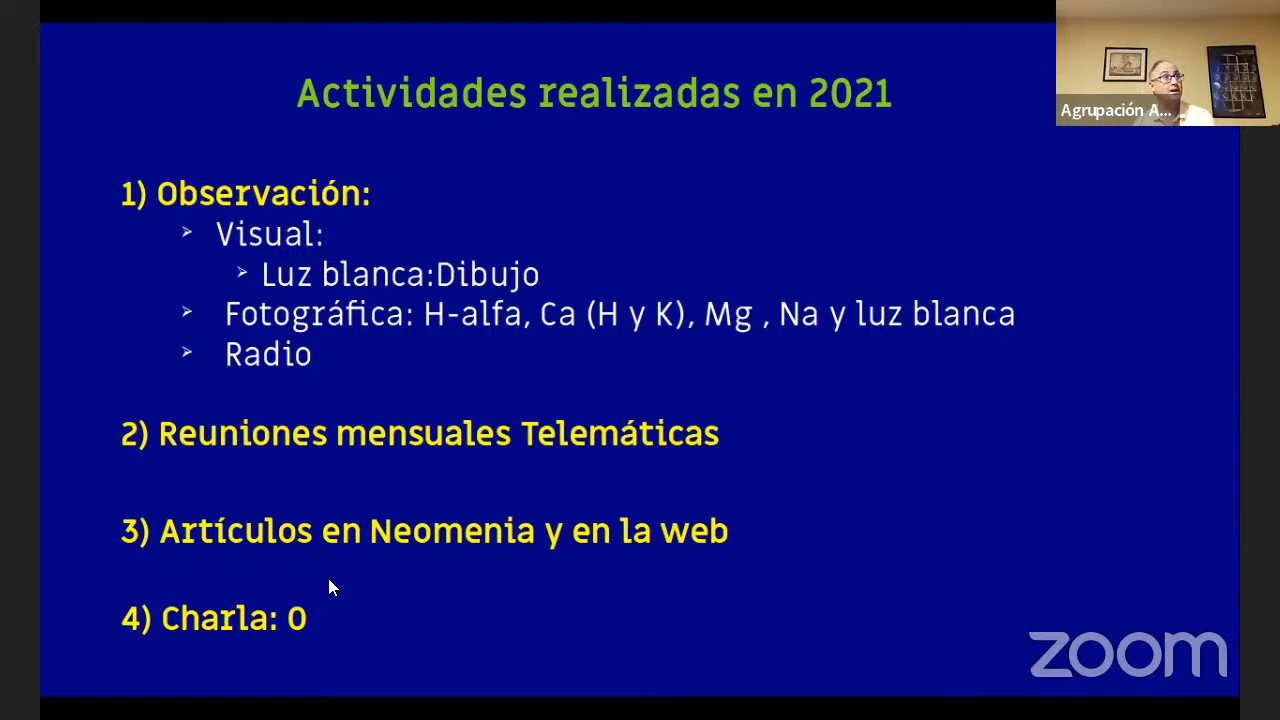 Actividades realizadas en 2021
Agrupación A...
1) Observación:
➢ Visual:
➢ Luz blanca:Dibujo
➢ Fotográfica: H-alfa, Ca (H y K), Mg , Na y luz blanca
➢ Radio
2) Reuniones mensuales Telemáticas
3) Artículos en Neomenia y en la web
4) Charla: 0
zoom